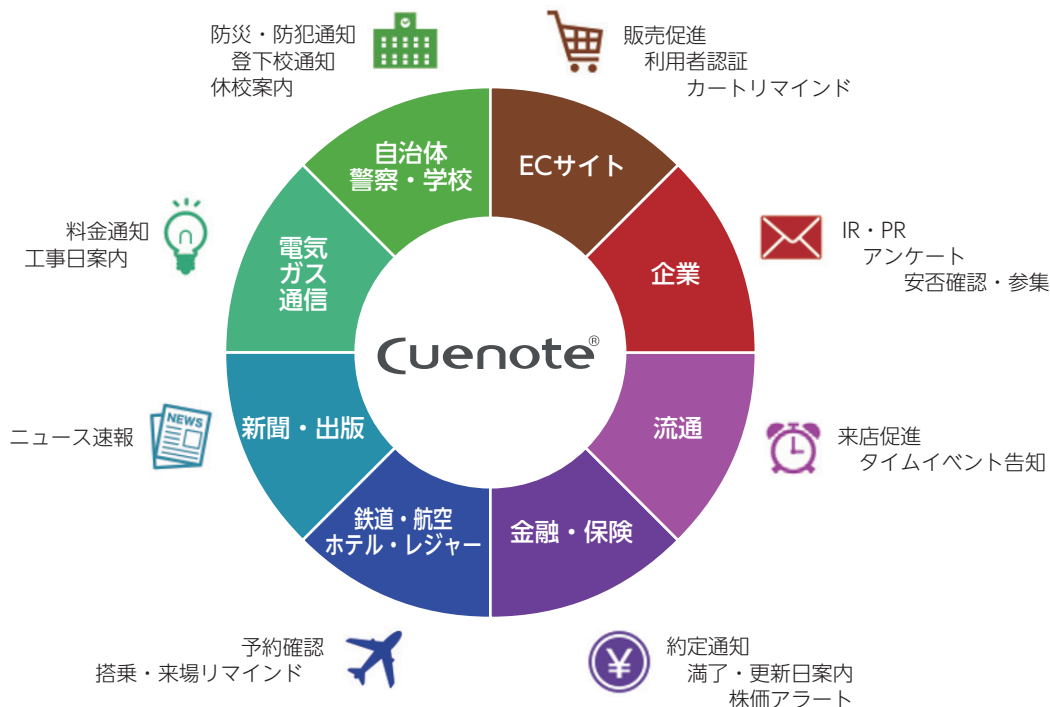 防災・防犯通知
登下校通知
休校案内
販売促進
利用者認証
カートリマインド
自治体
警察・学校
ECサイト
料金通知
工事日案内
電気
ガス
通信
企業
IR・PR
アンケート
安否確認・参集
Cuenote®
ニュース速報
NEWS
新聞・出版
流通
来店促進
タイムイベント告知
鉄道・航空
ホテル・レジャー
金融・保険
予約確認
搭乗・来場リマインド
¥
約定通知
満了・更新日案内
株価アラート